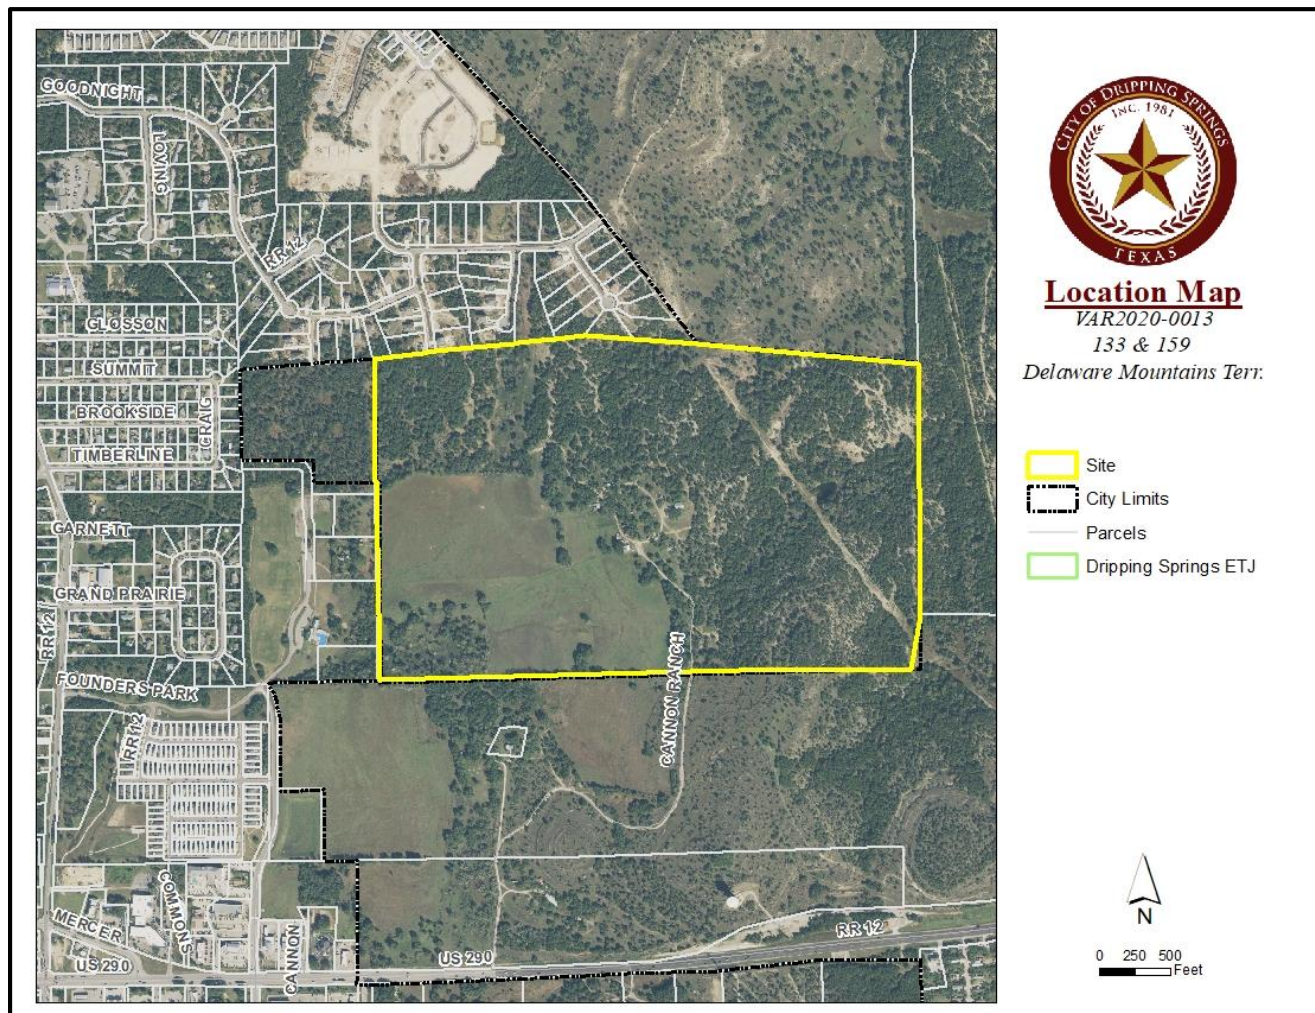 GOODNIGHT
LOVING
RR 12
GLOSSON
SUMMIT
BROOKSIDE
CRAIG
TIMBERLINE
GARNETT
GRAND PRAIRIE
RR 12
FOUNDERS PARK
RR 12
CANNON RANCH
COMMONS
MERCER
US 290
CANNON
US 290
RR 12
CITY OF DRIPPING SPRINGS
INC. 1981
TEXAS
Location Map
VAR2020-0013
133 & 159
Delaware Mountains Terr.
Site
City Limits
Parcels
Dripping Springs ETJ
N
0 250 500
Feet